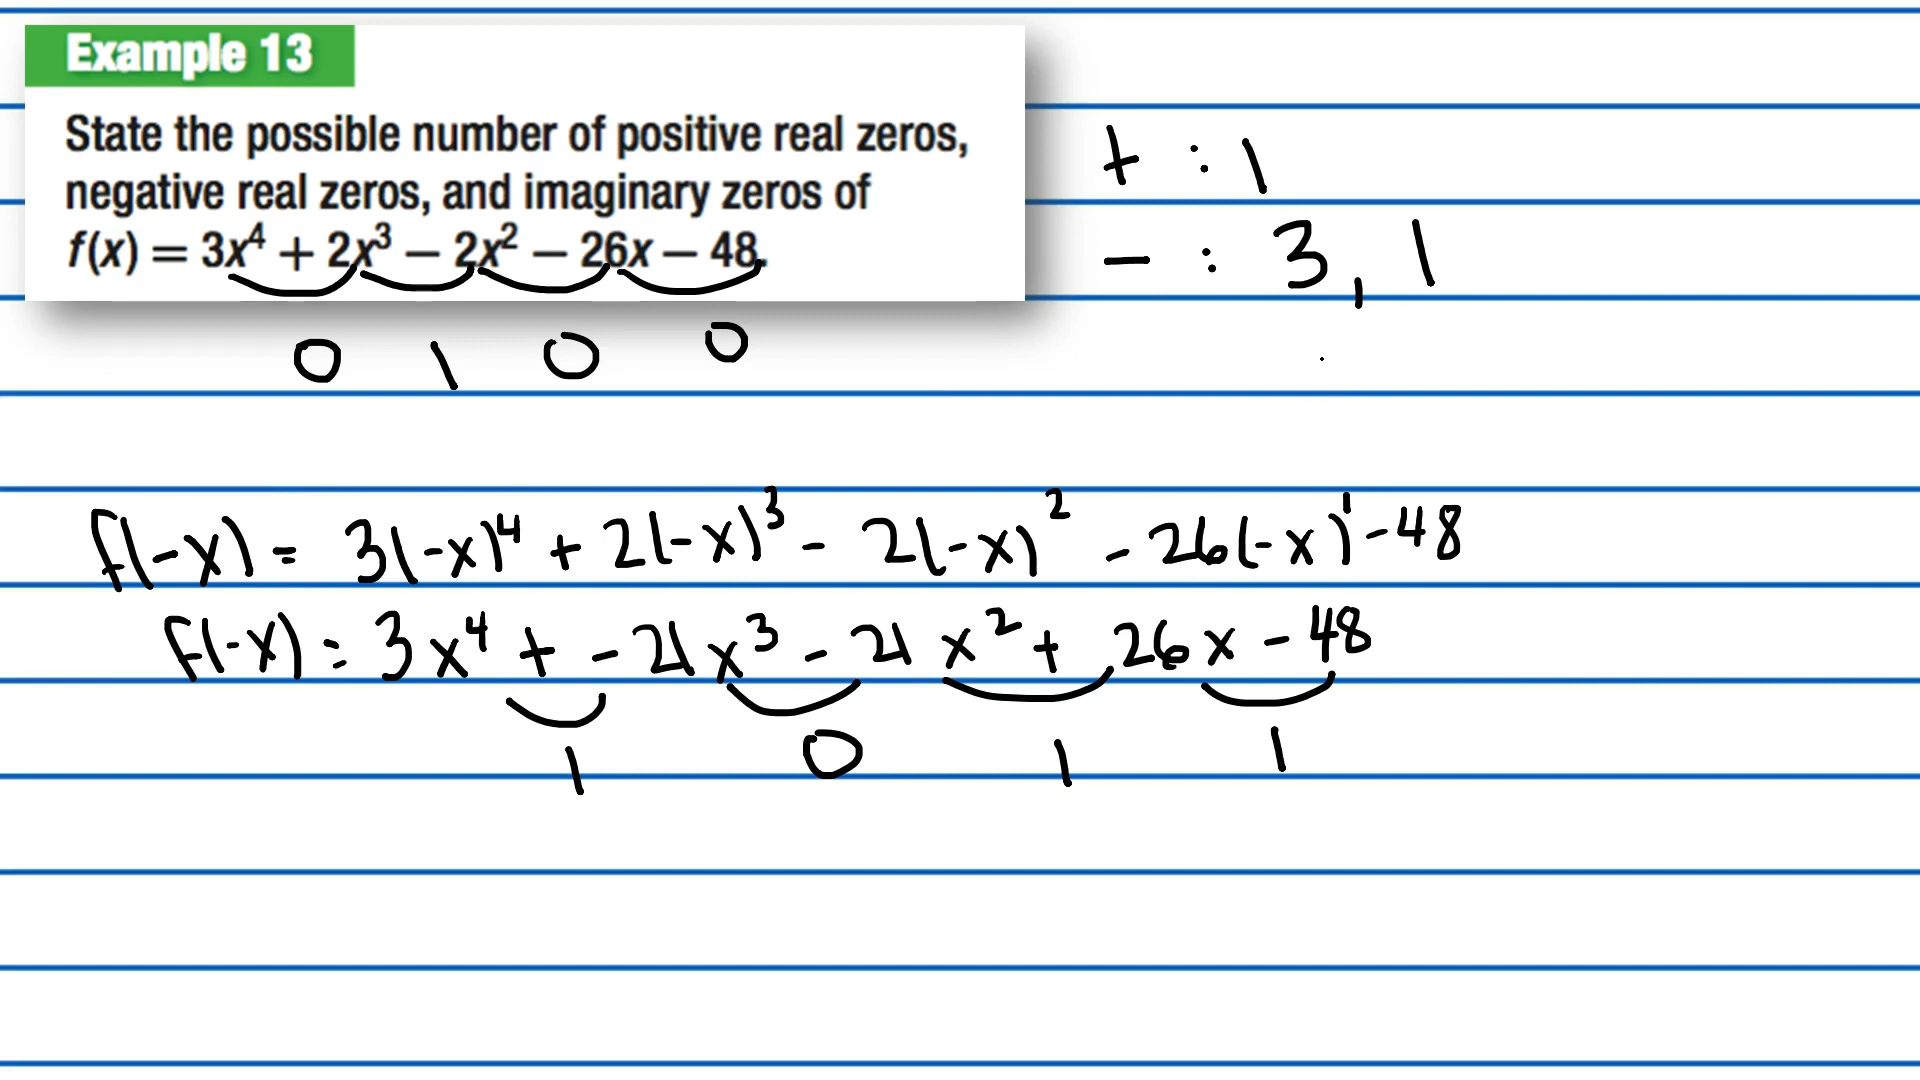 Example 13
State the possible number of positive real zeros,
negative real zeros, and imaginary zeros of
f(x) = 3x⁴ + 2x³ − 2x² − 26x − 48.
0 1 0 0
+ : 1
− : 3, 1
f(-x) = 3(-x)⁴ + 2(-x)³ - 2(-x)² - 26(-x)¹ - 48
f(-x) = 3x⁴ + - 21x³ - 21x² + 26x - 48
1 0 1 1